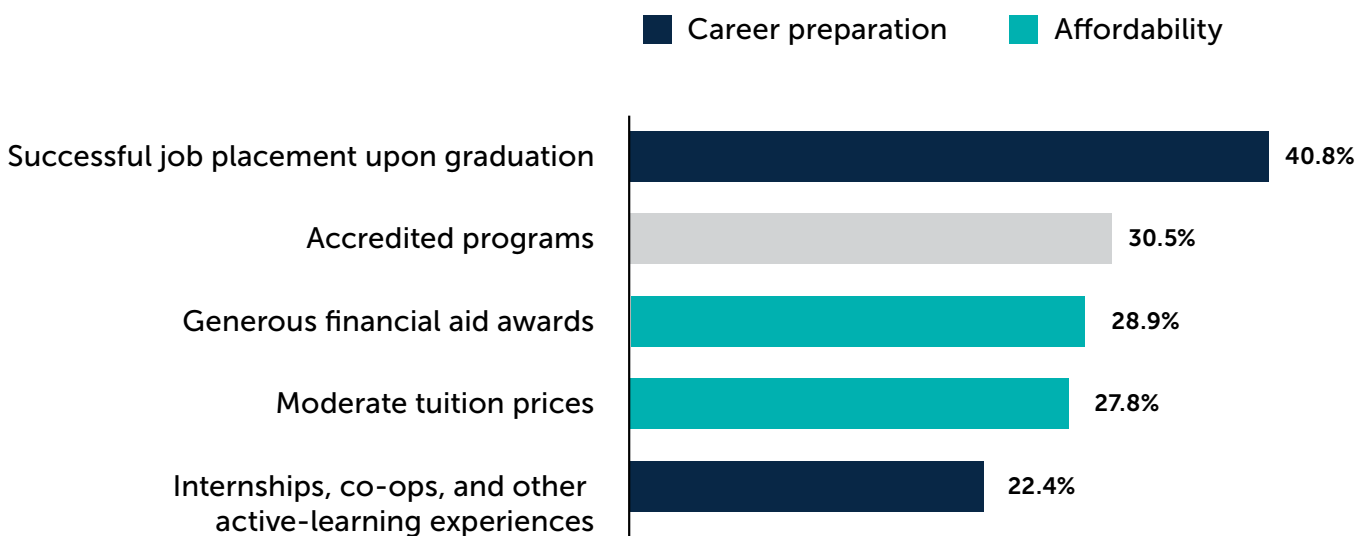 Career preparation Affordability
Successful job placement upon graduation 40.8%
Accredited programs 30.5%
Generous financial aid awards 28.9%
Moderate tuition prices 27.8%
Internships, co-ops, and other
active-learning experiences 22.4%